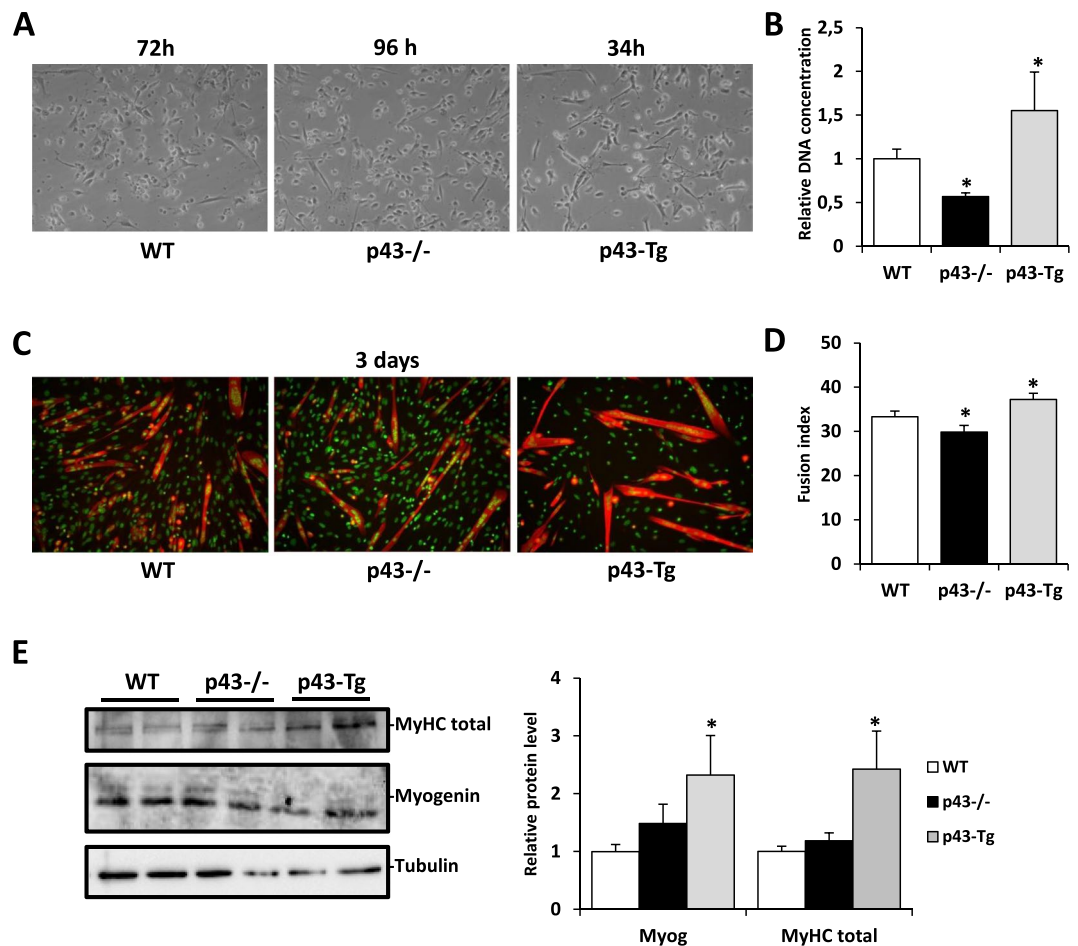 A
72h
96 h
34h
WT
p43-/-
p43-Tg
B
Relative DNA concentration
2,5
2
1,5
1
0,5
0
WT
p43-/-
p43-Tg
*
*
C
3 days
WT
p43-/-
p43-Tg
D
Fusion index
50
40
30
20
10
0
WT
p43-/-
p43-Tg
*
*
E
WT
p43-/-
p43-Tg
-MyHC total
-Myogenin
-Tubulin
Relative protein level
4
3
2
1
0
*
*
Myog
MyHC total
WT
p43-/-
p43-Tg